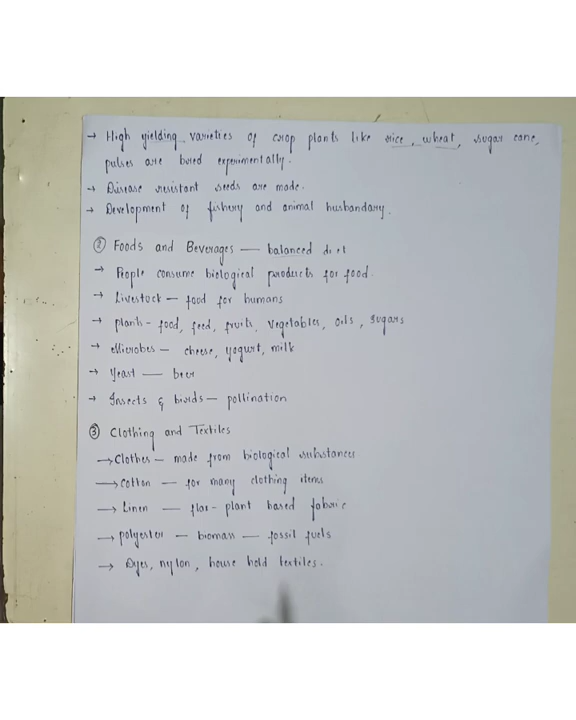 → High yielding varieties of crop plants like rice, wheat, sugar cane,
pulses are bored experimentally.
→ Disease resistant seeds are made.
→ Development of fishery and animal husbandary.
② Foods and Beverages — balanced diet
→ People consume biological products for food.
→ Livestock — food for humans
→ plants - food, feed, fruits, vegetables, oils, sugars
→ Microbes — cheese, yogurt, milk
→ Yeast — beer
→ Insects & birds — pollination
③ Clothing and Textiles
→ Clothes — made from biological substances
→ Cotton — for many clothing items
→ Linen — flax - plant based fabric
→ polyester — biomass — fossil fuels
→ Dyes, nylon, house hold textiles.